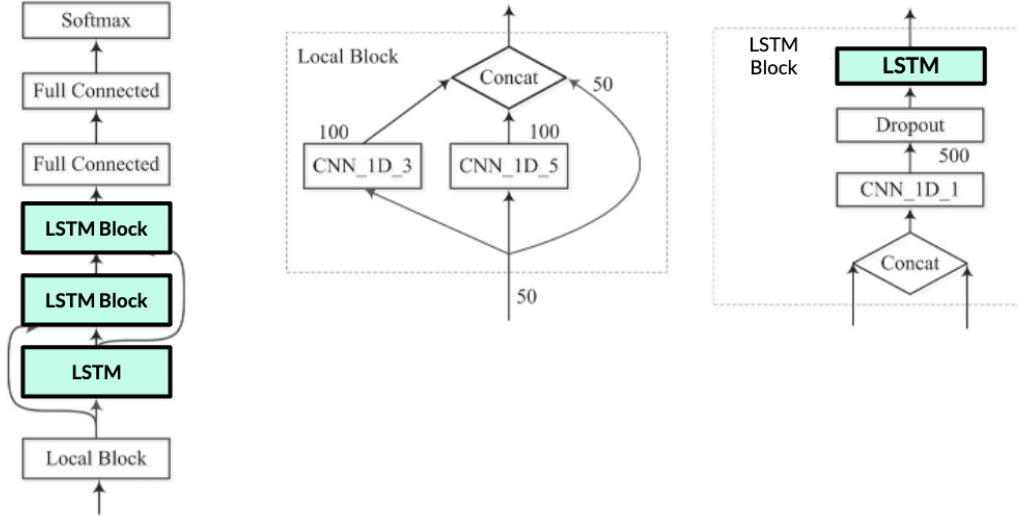 Softmax
Full Connected
Full Connected
LSTM Block
LSTM Block
LSTM
Local Block
Local Block
Concat
50
100
100
CNN_1D_3
CNN_1D_5
50
LSTM
Block
LSTM
Dropout
500
CNN_1D_1
Concat